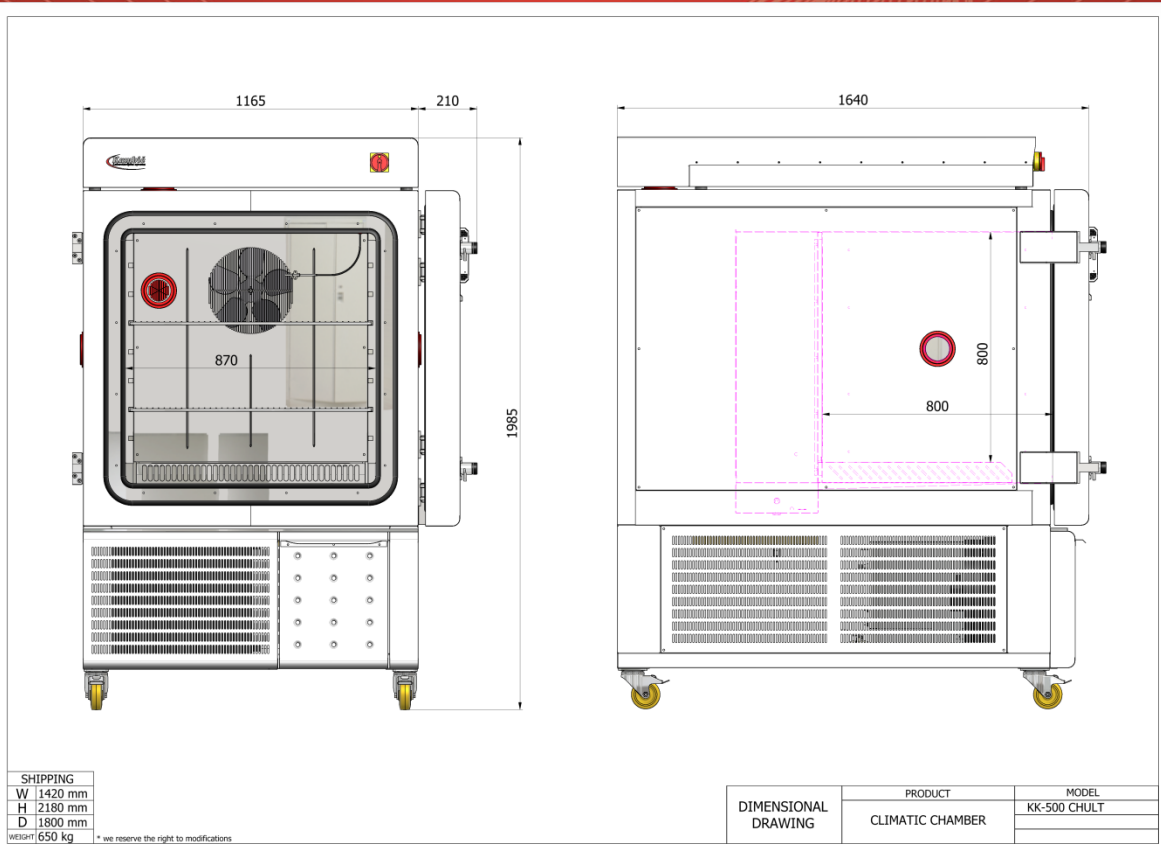 1165
210
1640
870
1985
800
800
SHIPPING
W 1420 mm
H 2180 mm
D 1800 mm
WEIGHT 650 kg
* we reserve the right to modifications
DIMENSIONAL
DRAWING
PRODUCT
CLIMATIC CHAMBER
MODEL
KK-500 CHULT